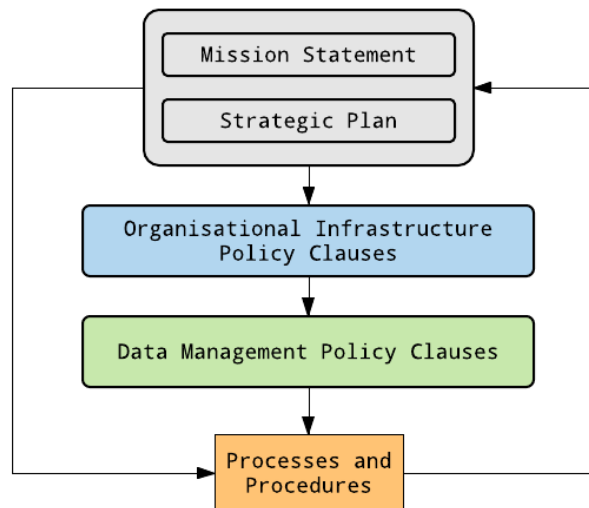 Mission Statement
Strategic Plan
Organisational Infrastructure
Policy Clauses
Data Management Policy Clauses
Processes and
Procedures